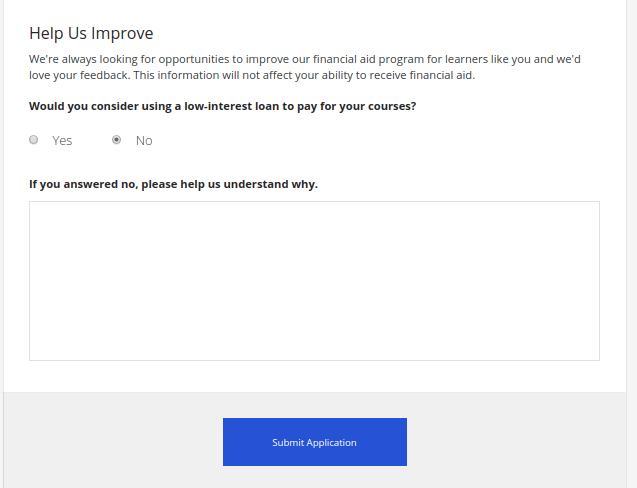 Help Us Improve
We're always looking for opportunities to improve our financial aid program for learners like you and we'd
love your feedback. This information will not affect your ability to receive financial aid.
Would you consider using a low-interest loan to pay for your courses?
Yes No
If you answered no, please help us understand why.
Submit Application